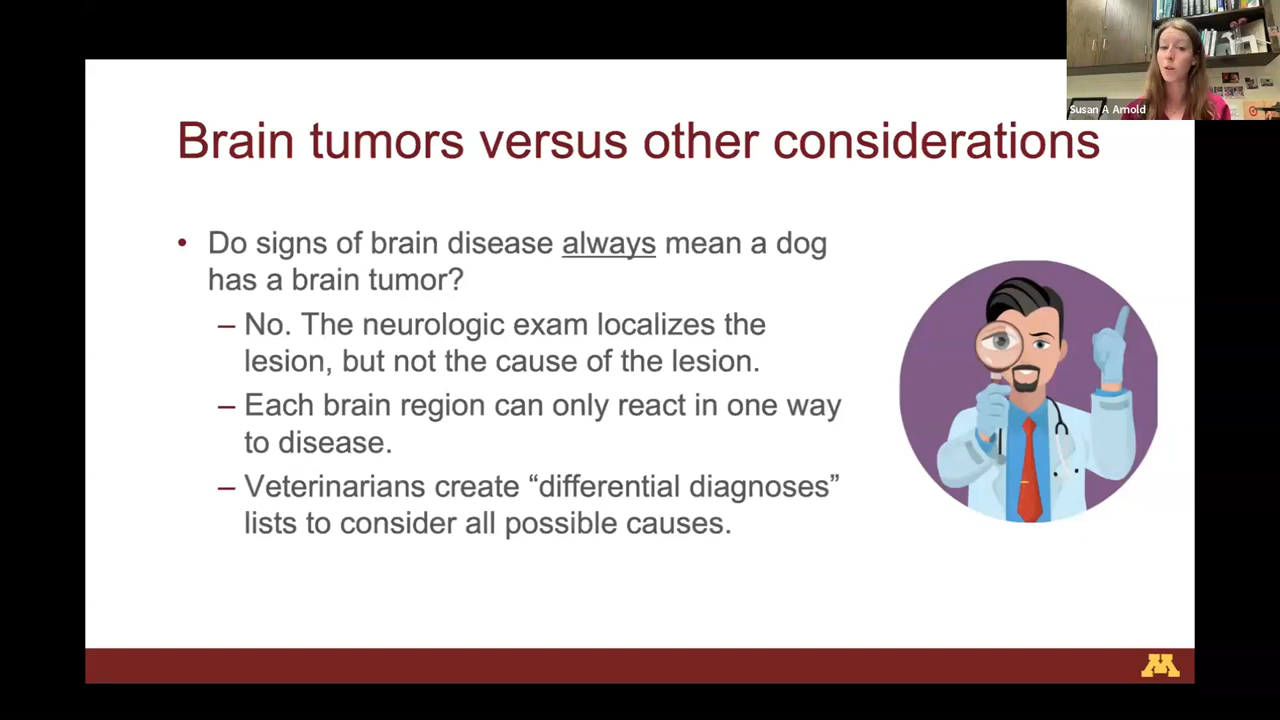 Susan A Arnold
Brain tumors versus other considerations
• Do signs of brain disease always mean a dog
has a brain tumor?
– No. The neurologic exam localizes the
lesion, but not the cause of the lesion.
– Each brain region can only react in one way
to disease.
– Veterinarians create “differential diagnoses”
lists to consider all possible causes.
M